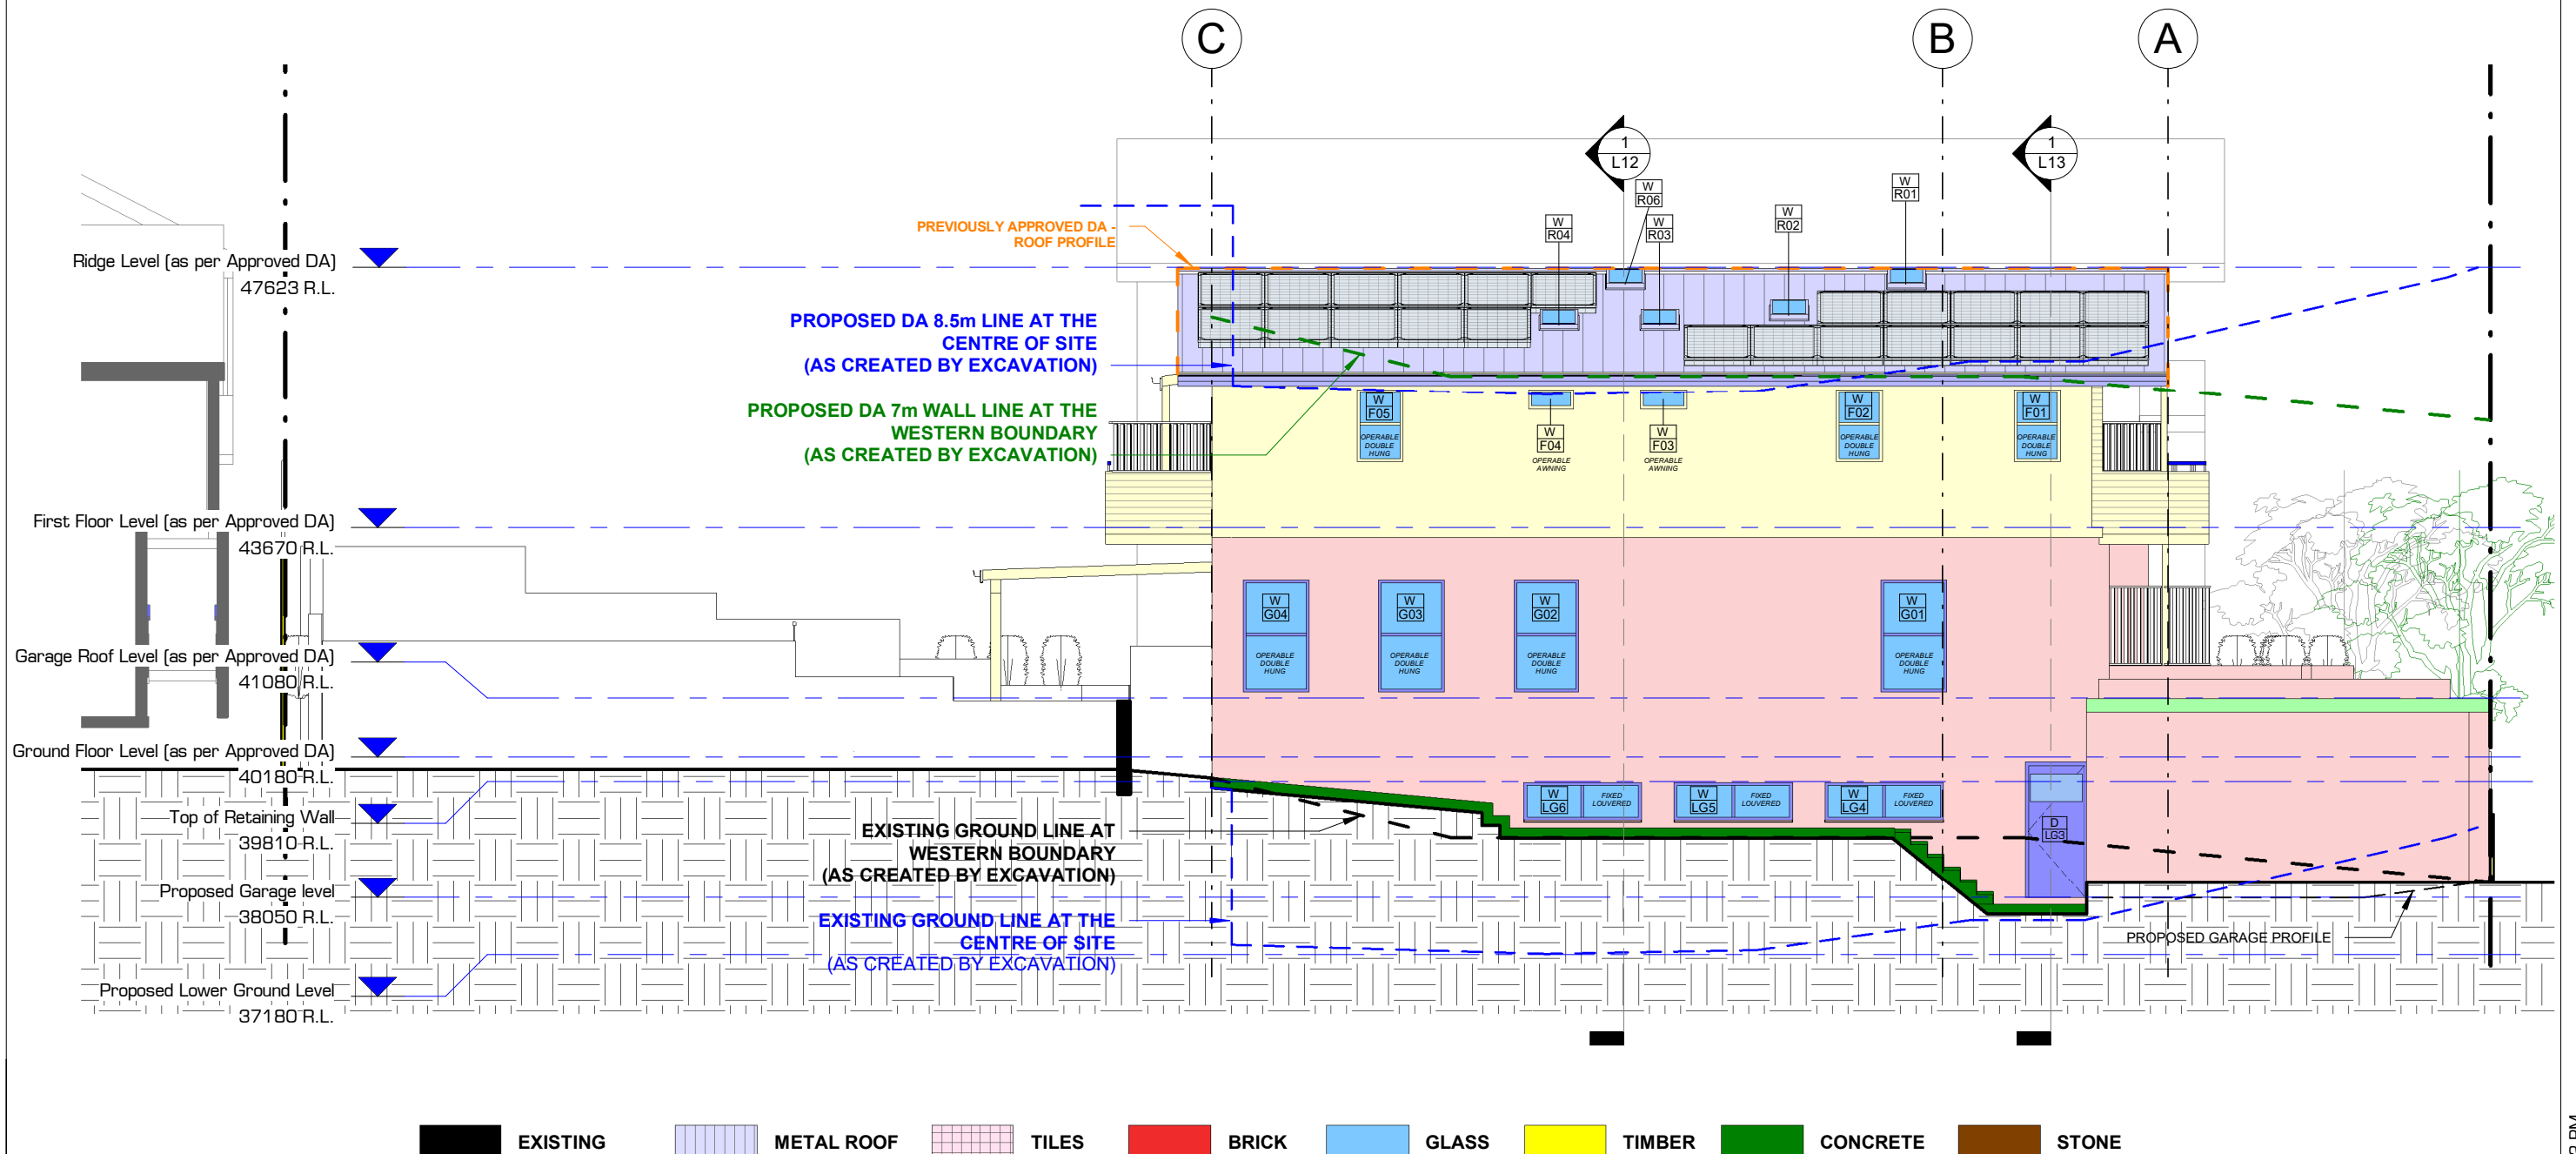 C
B
A
1
L12
1
L13
W
R06
W
R01
W
R04
W
R03
W
R02
PREVIOUSLY APPROVED DA -
ROOF PROFILE
Ridge Level (as per Approved DA)
47623 R.L.
PROPOSED DA 8.5m LINE AT THE
CENTRE OF SITE
(AS CREATED BY EXCAVATION)
PROPOSED DA 7m WALL LINE AT THE
WESTERN BOUNDARY
(AS CREATED BY EXCAVATION)
W
F05
OPERABLE
DOUBLE
HUNG
W
F04
OPERABLE
AWNING
W
F03
OPERABLE
AWNING
W
F02
OPERABLE
DOUBLE
HUNG
W
F01
OPERABLE
DOUBLE
HUNG
First Floor Level (as per Approved DA)
43670 R.L.
W
G04
OPERABLE
DOUBLE
HUNG
W
G03
OPERABLE
DOUBLE
HUNG
W
G02
OPERABLE
DOUBLE
HUNG
W
G01
OPERABLE
DOUBLE
HUNG
Garage Roof Level (as per Approved DA)
41080 R.L.
Ground Floor Level (as per Approved DA)
40180 R.L.
Top of Retaining Wall
39810 R.L.
W
LG6
FIXED
LOUVERED
W
LG5
FIXED
LOUVERED
W
LG4
FIXED
LOUVERED
D
LG3
EXISTING GROUND LINE AT
WESTERN BOUNDARY
(AS CREATED BY EXCAVATION)
Proposed Garage level
38050 R.L.
EXISTING GROUND LINE AT THE
CENTRE OF SITE
(AS CREATED BY EXCAVATION)
PROPOSED GARAGE PROFILE
Proposed Lower Ground Level
37180 R.L.
EXISTING
METAL ROOF
TILES
BRICK
GLASS
TIMBER
CONCRETE
STONE
PM